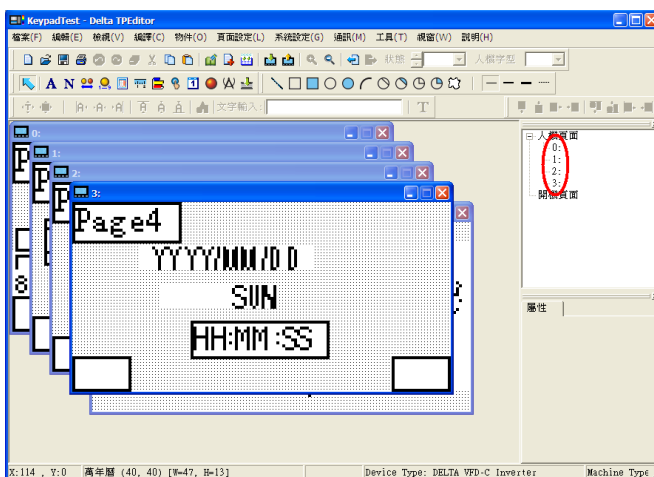 KeypadTest - Delta TPEditor
檔案(F) 編輯(E) 檢視(V) 編譯(C) 物件(O) 頁面設定(L) 系統設定(G) 通訊(M) 工具(T) 視窗(W) 說明(H)
狀態 人機字型
A N
文字輸入: T
0:
1:
2:
3:
Page4
YYYY/MM/DD
SUN
HH:MM:SS
人機頁面
0:
1:
2:
3:
開機頁面
屬性
X:114 , Y:0 萬年曆 (40, 40) [W=47, H=13] Device Type: DELTA VFD-C Inverter Machine Type